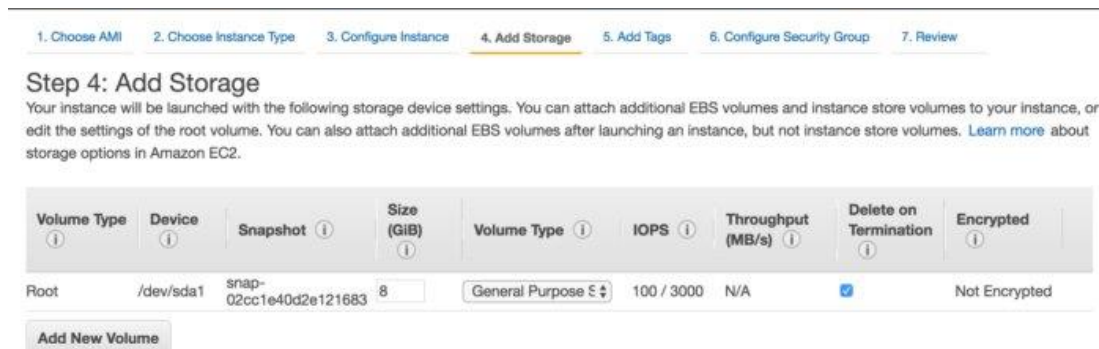 1. Choose AMI 2. Choose Instance Type 3. Configure Instance 4. Add Storage 5. Add Tags 6. Configure Security Group 7. Review
Step 4: Add Storage
Your instance will be launched with the following storage device settings. You can attach additional EBS volumes and instance store volumes to your instance, or
edit the settings of the root volume. You can also attach additional EBS volumes after launching an instance, but not instance store volumes. Learn more about
storage options in Amazon EC2.
Volume Type Device Snapshot Size (GiB) Volume Type IOPS Throughput (MB/s) Delete on Termination Encrypted
Root /dev/sda1 snap-02cc1e40d2e121683 8 General Purpose S 100 / 3000 N/A Not Encrypted
Add New Volume